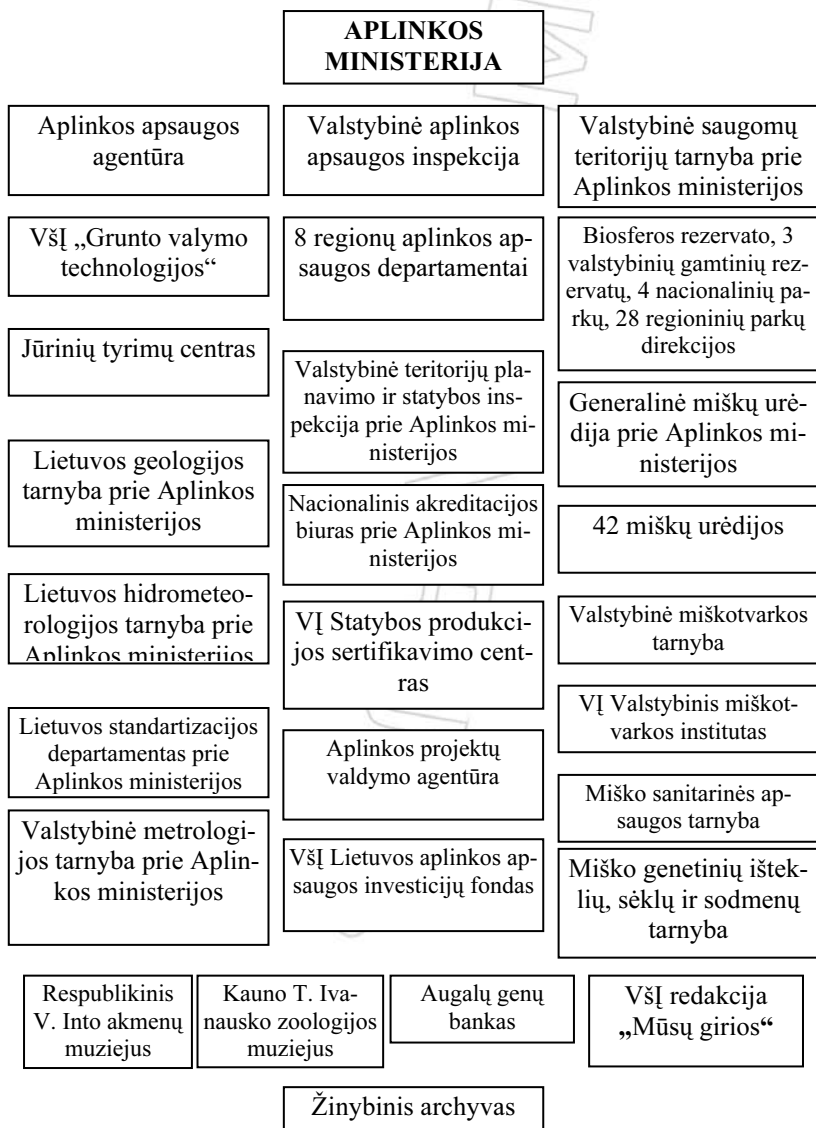 APLINKOS
MINISTERIJA
Aplinkos apsaugos
agentūra
Valstybinė aplinkos
apsaugos inspekcija
Valstybinė saugomų
teritorijų tarnyba prie
Aplinkos ministerijos
VšĮ „Grunto valymo
technologijos“
8 regionų aplinkos ap-
saugos departamentai
Biosferos rezervato, 3
valstybinių gamtinių rez-
ervatų, 4 nacionalinių pa-
rkų, 28 regioninių parkų
direkcijos
Jūrinių tyrimų centras
Valstybinė teritorijų pla-
navimo ir statybos ins-
pekcija prie Aplinkos mi-
nisterijos
Generalinė miškų urė-
dija prie Aplinkos mi-
nisterijos
Lietuvos geologijos
tarnyba prie Aplinkos
ministerijos
Nacionalinis akreditacijos
biuras prie Aplinkos mi-
nisterijos
42 miškų urėdijos
Lietuvos hidrometeo-
rologijos tarnyba prie
Aplinkos ministerijos
VĮ Statybos produkci-
jos sertifikavimo cent-
ras
Valstybinė miškotvarkos
tarnyba
Lietuvos standartizacijos
departamentas prie
Aplinkos ministerijos
Aplinkos projektų
valdymo agentūra
VĮ Valstybinis miškot-
varkos institutas
Miško sanitarinės ap-
saugos tarnyba
Valstybinė metrologi-
jos tarnyba prie Aplin-
kos ministerijos
VšĮ Lietuvos aplinkos ap-
saugos investicijų fondas
Miško genetinių ištek-
lių, sėklų ir sodmenų
tarnyba
Respublikinis
V. Into akmenų
muziejus
Kauno T. Iva-
nausko zoologijos
muziejus
Augalų genų
bankas
VšĮ redakcija
„Mūsų girios“
Žinybinis archyvas